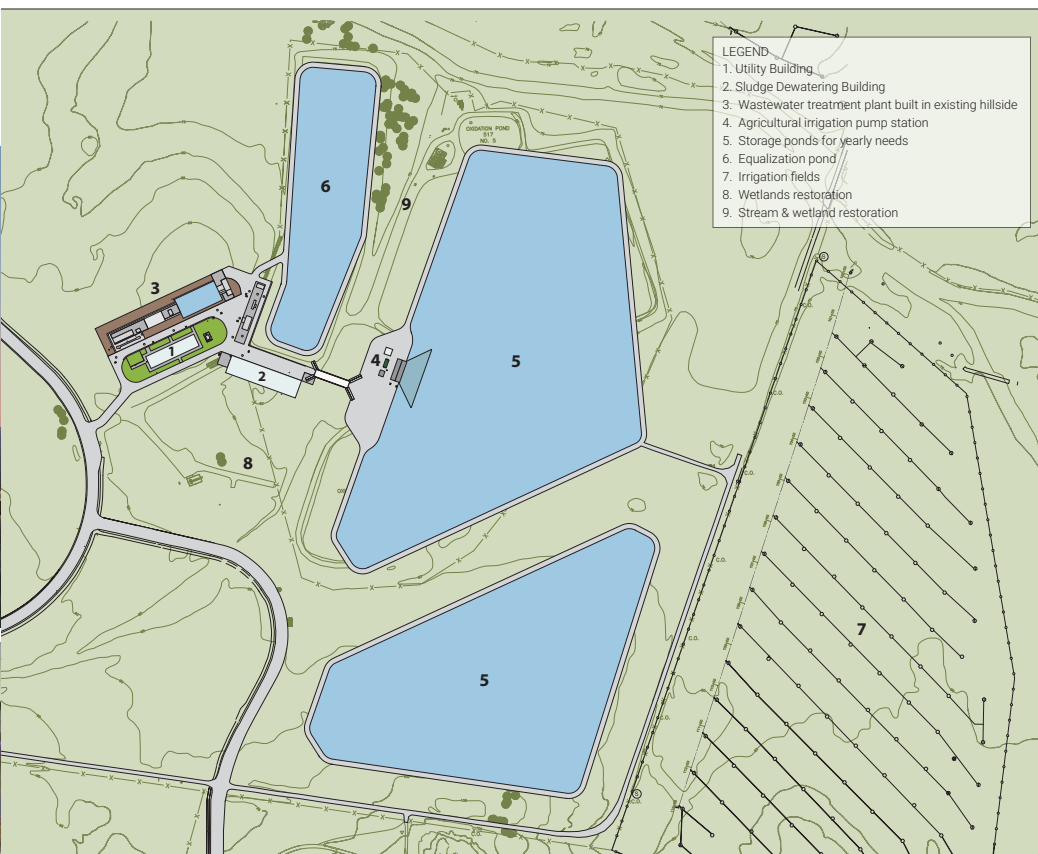 LEGEND
1. Utility Building
2. Sludge Dewatering Building
3. Wastewater treatment plant built in existing hillside
4. Agricultural irrigation pump station
5. Storage ponds for yearly needs
6. Equalization pond
7. Irrigation fields
8. Wetlands restoration
9. Stream & wetland restoration
OXIDATION POND
517
NO. 5
6
9
3
1
2
4
5
8
OX
5
7
S
C.O.
C.O.
C.O.
C.O.
C.O.
C.O.
C.O.
S
C.O.
C.O.